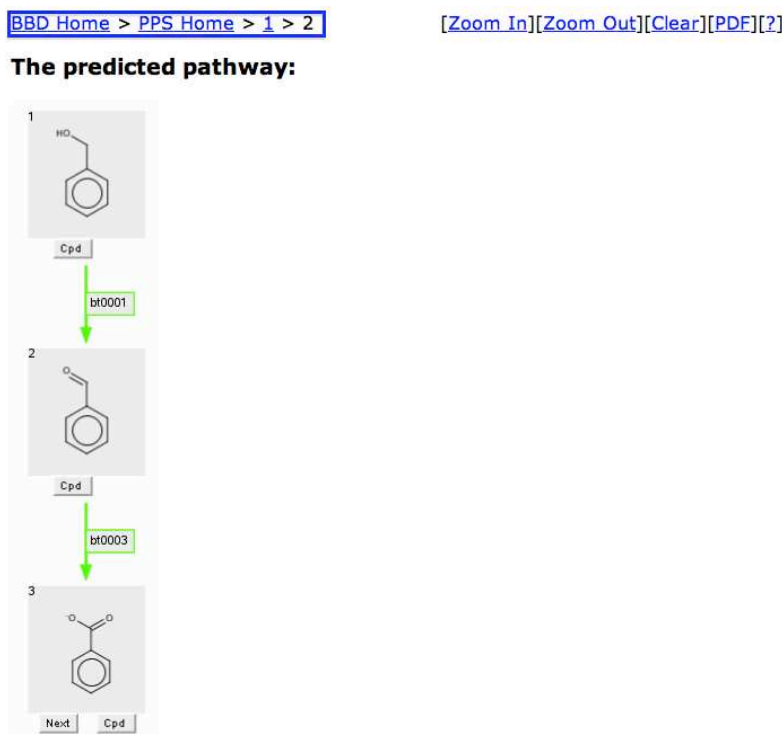 BBD Home > PPS Home > 1 > 2 [Zoom In][Zoom Out][Clear][PDF][?]
The predicted pathway:
1
HO
Cpd
bt0001
2
O
Cpd
bt0003
3
-O O
Next Cpd